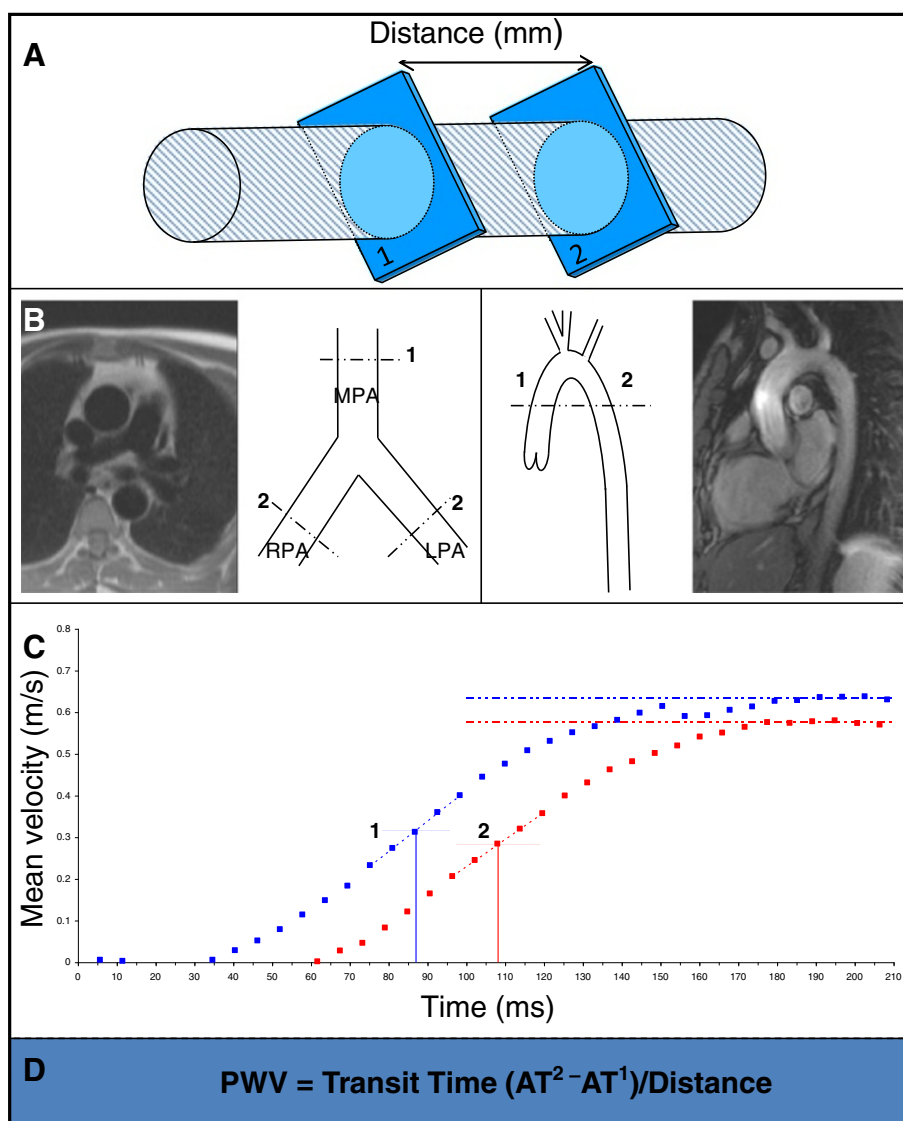 A
Distance (mm)
1
2
B
1
MPA
2
2
RPA
LPA
1
2
C
Mean velocity (m/s)
0.8
0.7
0.6
0.5
0.4
0.3
0.2
0.1
0
1
2
0 10 20 30 40 50 60 70 80 90 100 110 120 130 140 150 160 170 180 190 200 210
Time (ms)
D
PWV = Transit Time (AT² –AT¹)/Distance